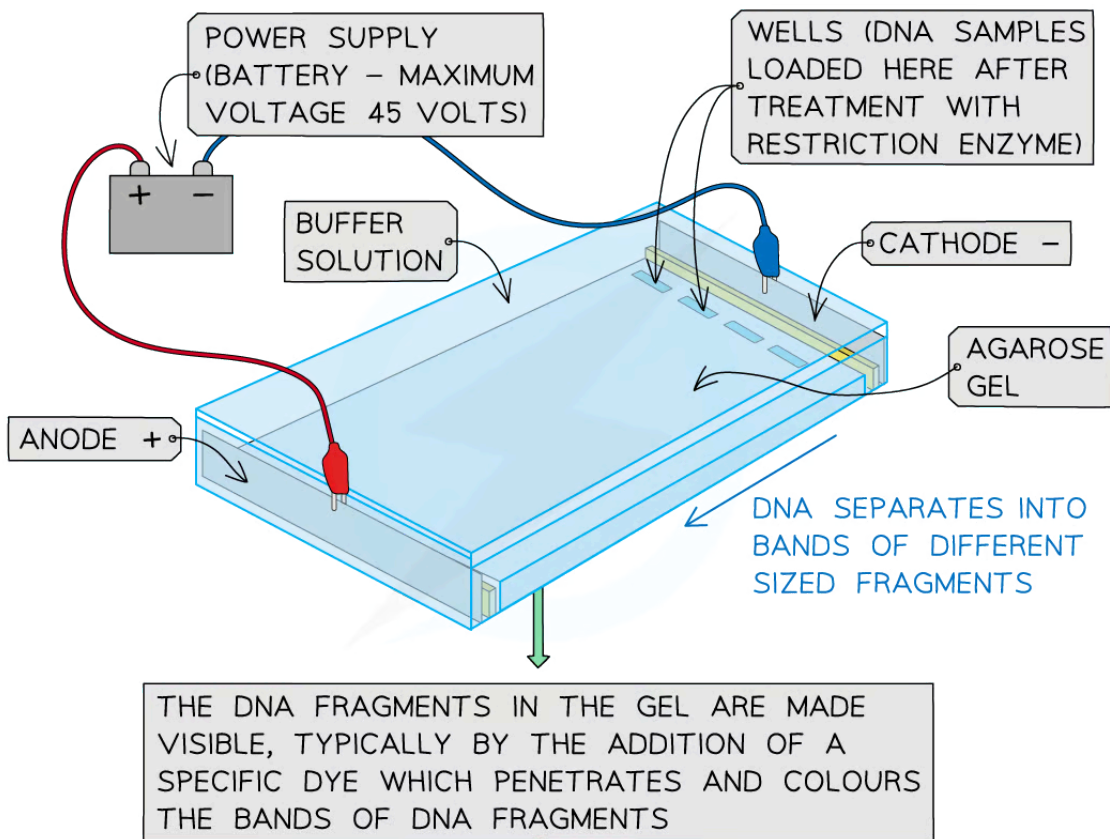 POWER SUPPLY
(BATTERY – MAXIMUM
VOLTAGE 45 VOLTS)
WELLS (DNA SAMPLES
LOADED HERE AFTER
TREATMENT WITH
RESTRICTION ENZYME)
+ –
BUFFER
SOLUTION
CATHODE –
AGAROSE
GEL
ANODE +
DNA SEPARATES INTO
BANDS OF DIFFERENT
SIZED FRAGMENTS
THE DNA FRAGMENTS IN THE GEL ARE MADE
VISIBLE, TYPICALLY BY THE ADDITION OF A
SPECIFIC DYE WHICH PENETRATES AND COLOURS
THE BANDS OF DNA FRAGMENTS